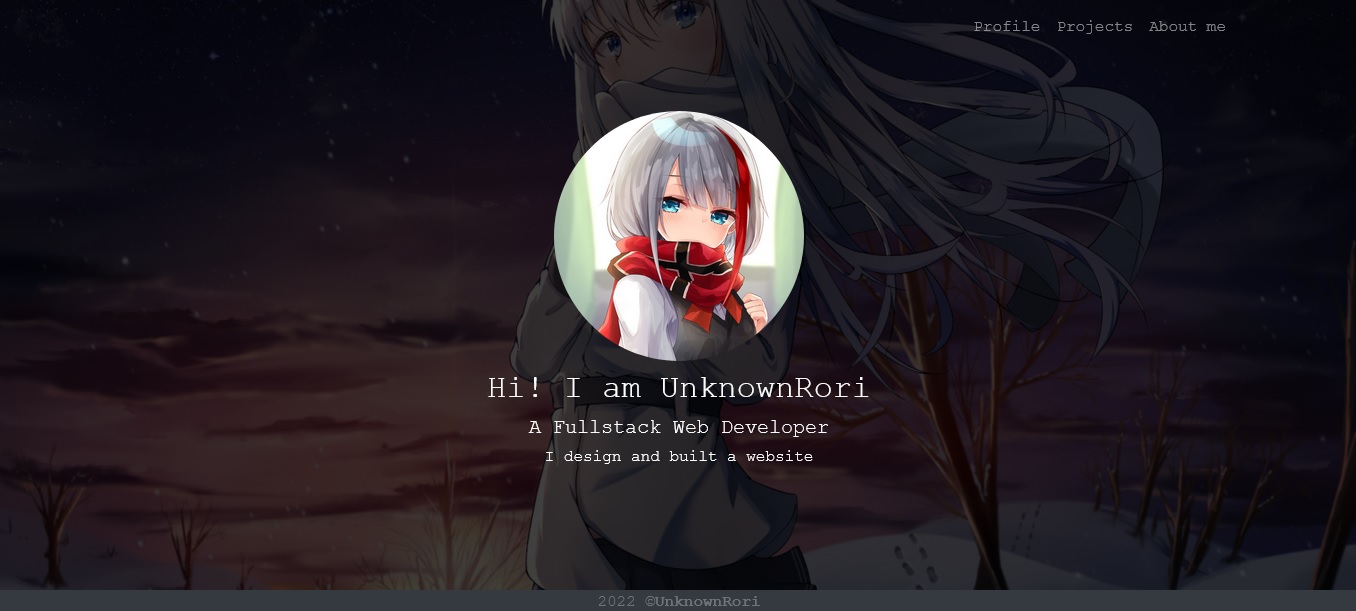 Profile Projects About me
Hi! I am UnknownRori
A Fullstack Web Developer
I design and built a website
2022 ©UnknownRori